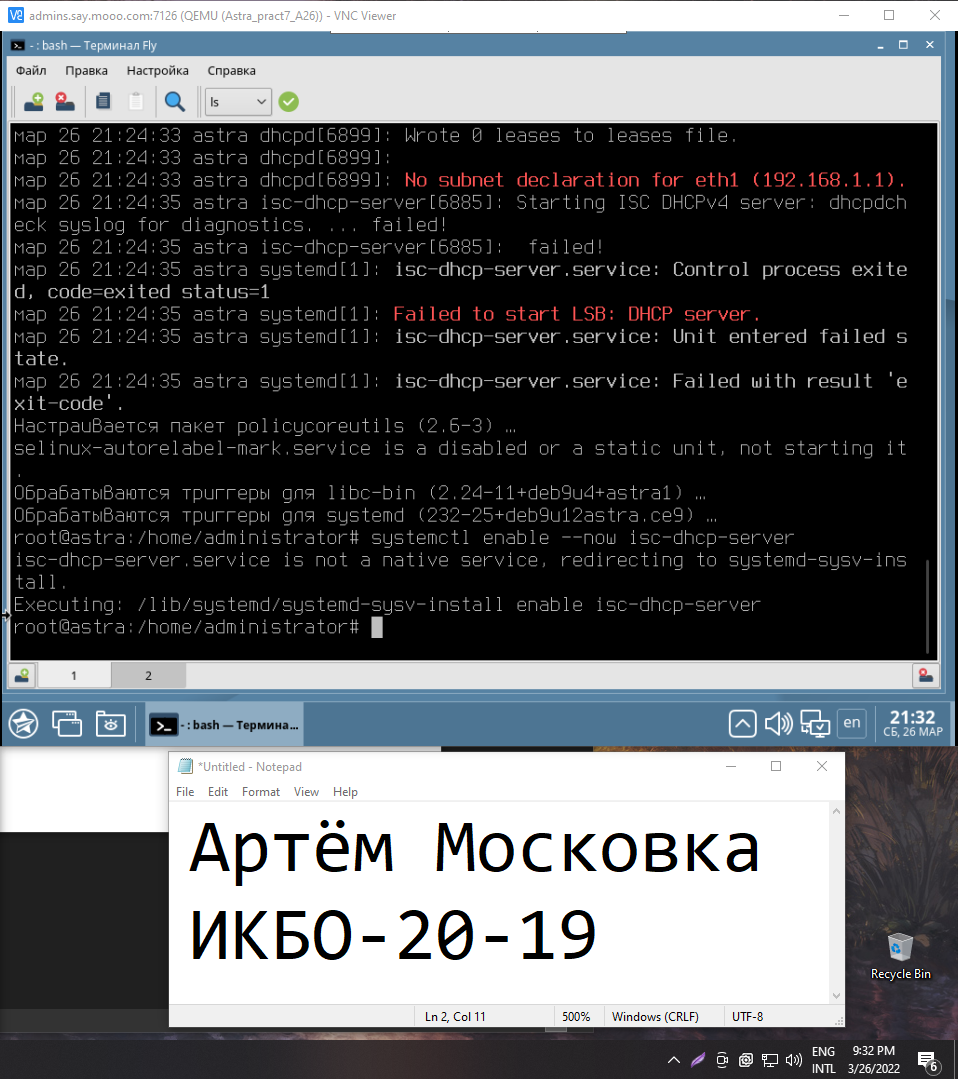 admins.say.mooo.com:7126 (QEMU (Astra_pract7_A26)) - VNC Viewer
- : bash — Терминал Fly
Файл Правка Настройка Справка
ls
мар 26 21:24:33 astra dhcpd[6899]: Wrote 0 leases to leases file.
мар 26 21:24:33 astra dhcpd[6899]:
мар 26 21:24:33 astra dhcpd[6899]: No subnet declaration for eth1 (192.168.1.1).
мар 26 21:24:35 astra isc-dhcp-server[6885]: Starting ISC DHCPv4 server: dhcpdch
eck syslog for diagnostics. ... failed!
мар 26 21:24:35 astra isc-dhcp-server[6885]:  failed!
мар 26 21:24:35 astra systemd[1]: isc-dhcp-server.service: Control process exite
d, code=exited status=1
мар 26 21:24:35 astra systemd[1]: Failed to start LSB: DHCP server.
мар 26 21:24:35 astra systemd[1]: isc-dhcp-server.service: Unit entered failed s
tate.
мар 26 21:24:35 astra systemd[1]: isc-dhcp-server.service: Failed with result 'e
xit-code'.
Настраивается пакет policycoreutils (2.6-3) …
selinux-autorelabel-mark.service is a disabled or a static unit, not starting it
.
Обрабатываются триггеры для libc-bin (2.24-11+deb9u4+astra1) …
Обрабатываются триггеры для systemd (232-25+deb9u12astra.ce9) …
root@astra:/home/administrator# systemctl enable --now isc-dhcp-server
isc-dhcp-server.service is not a native service, redirecting to systemd-sysv-ins
tall.
Executing: /lib/systemd/systemd-sysv-install enable isc-dhcp-server
root@astra:/home/administrator#
1 2
- : bash — Термина... en 21:32
СБ, 26 МАР
*Untitled - Notepad
File Edit Format View Help
Артём Московка
ИКБО-20-19
Recycle Bin
Ln 2, Col 11 500% Windows (CRLF) UTF-8
ENG 9:32 PM
INTL 3/26/2022 6